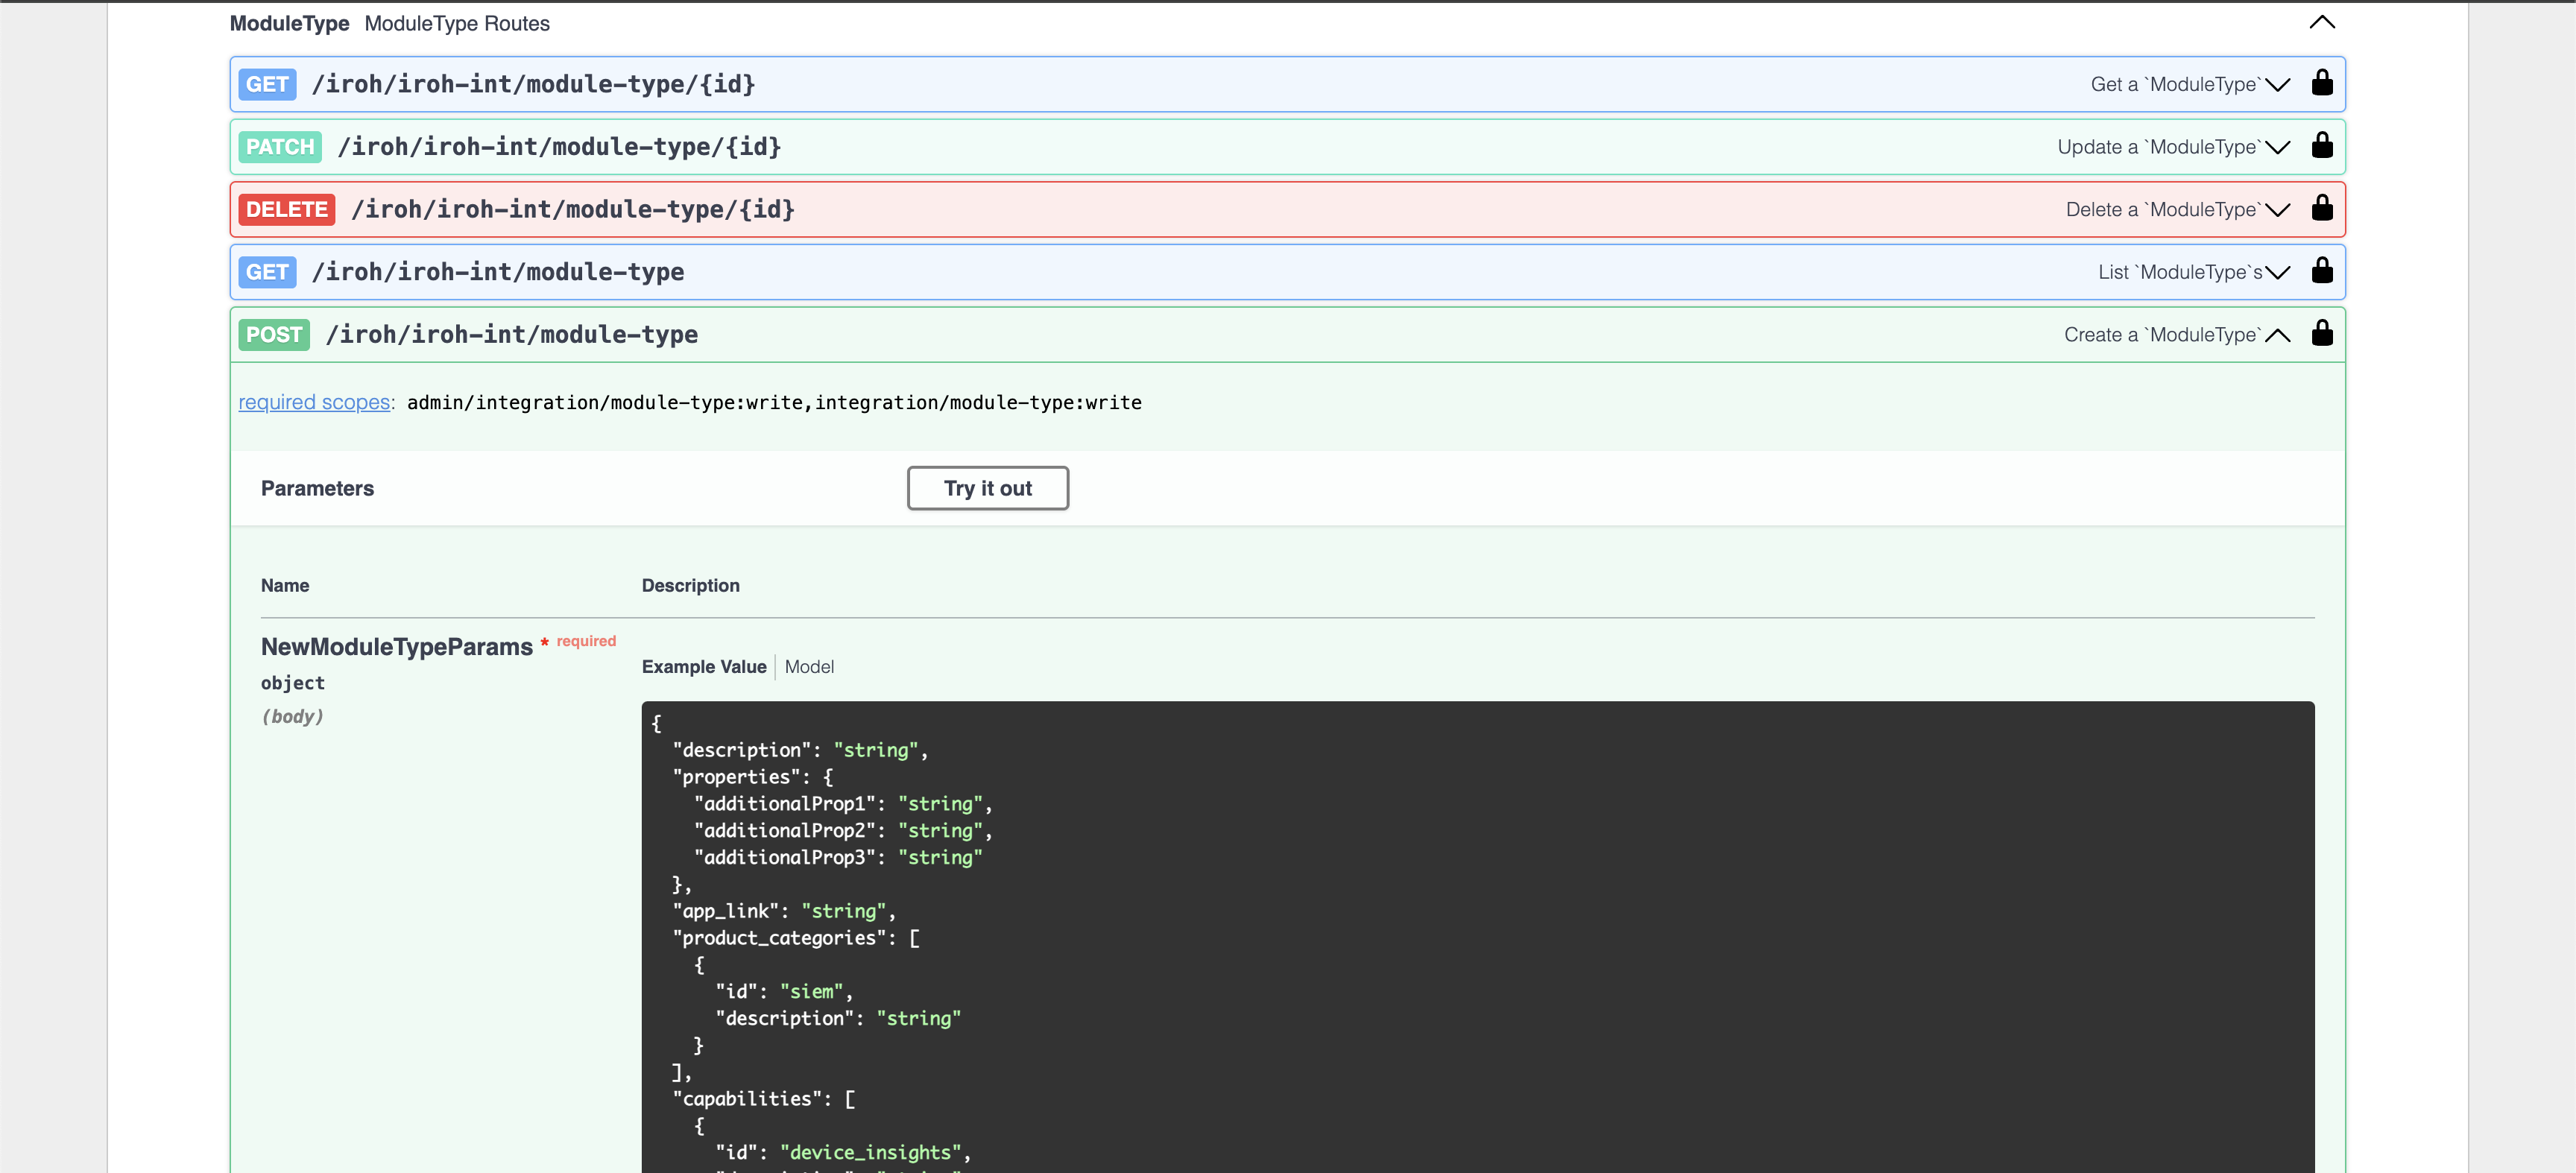 ModuleType ModuleType Routes
GET /iroh/iroh-int/module-type/{id} Get a `ModuleType`
PATCH /iroh/iroh-int/module-type/{id} Update a `ModuleType`
DELETE /iroh/iroh-int/module-type/{id} Delete a `ModuleType`
GET /iroh/iroh-int/module-type List `ModuleType`s
POST /iroh/iroh-int/module-type Create a `ModuleType`
required scopes: admin/integration/module-type:write,integration/module-type:write
Parameters Try it out
Name Description
NewModuleTypeParams * required
object
(body)
Example Value Model
{
  "description": "string",
  "properties": {
    "additionalProp1": "string",
    "additionalProp2": "string",
    "additionalProp3": "string"
  },
  "app_link": "string",
  "product_categories": [
    {
      "id": "siem",
      "description": "string"
    }
  ],
  "capabilities": [
    {
      "id": "device_insights",